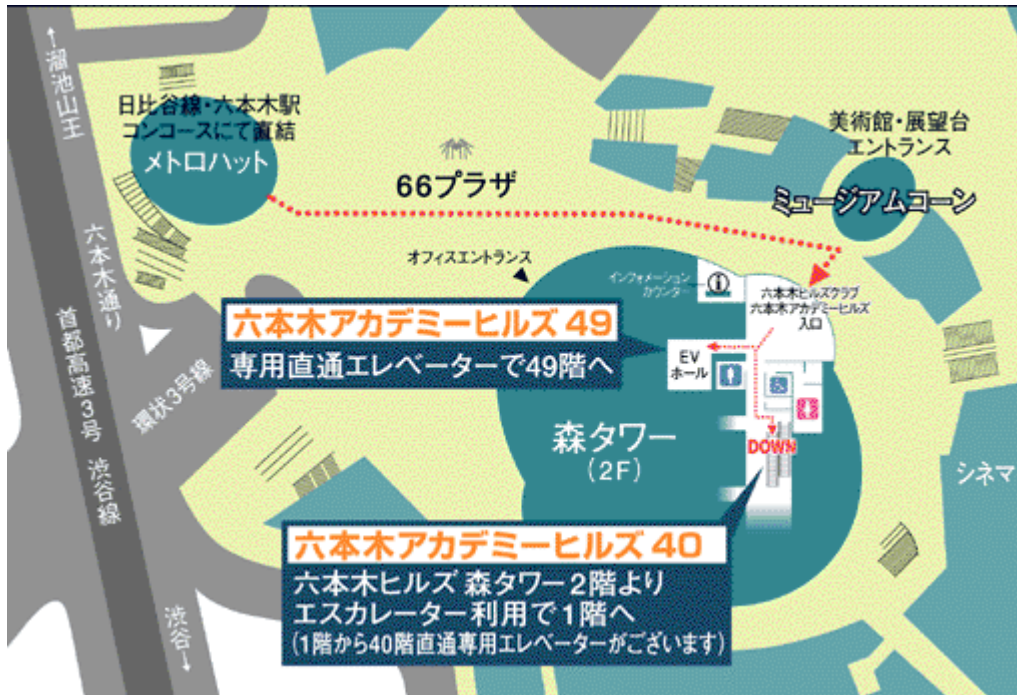 ←溜池山王
日比谷線・六本木駅
コンコースにて直結
メトロハット
66プラザ
美術館・展望台
エントランス
ミュージアムコーン
六本木通り
オフィスエントランス
インフォメーション
カウンター
i
六本木ヒルズクラブ
六本木アカデミーヒルズ
入口
六本木アカデミーヒルズ 49
専用直通エレベーターで49階へ
EV
ホール
首都高速3号 渋谷線
環状3号線
森タワー
(2F)
DOWN
シネマ
六本木アカデミーヒルズ 40
六本木ヒルズ 森タワー2階より
エスカレーター利用で1階へ
(1階から40階直通専用エレベーターがございます)
渋谷→